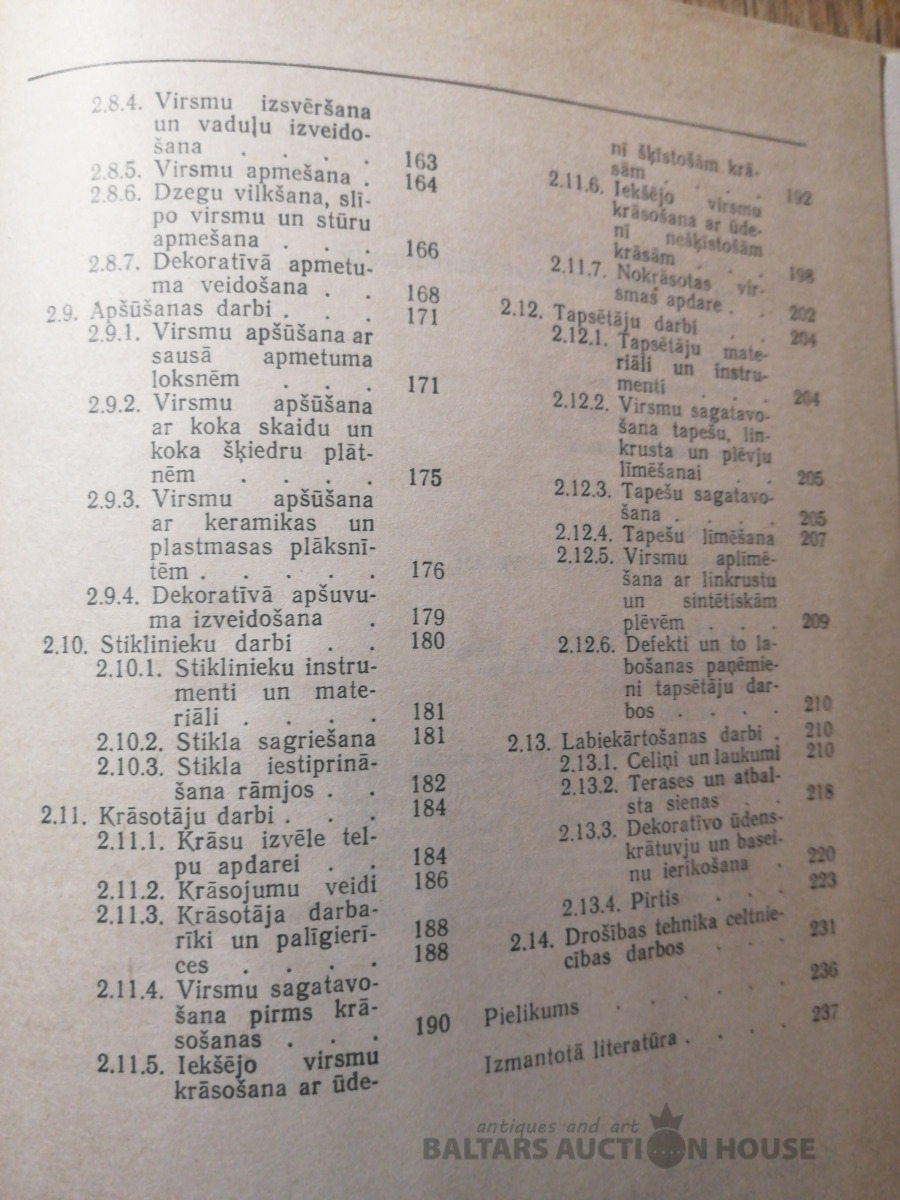 2.8.4. Virsmu izsvēršana
un vaduļu izveido-
šana . . . . 163
2.8.5. Virsmu apmešana . 164
2.8.6. Dzegu vilkšana, slī-
po virsmu un stūru
apmešana . . . 166
2.8.7. Dekoratīvā apmetu-
ma veidošana . . 168
2.9. Apšūšanas darbi . . . 171
2.9.1. Virsmu apšūšana ar
sausā apmetuma
loksnēm . . . 171
2.9.2. Virsmu apšūšana
ar koka skaidu un
koka šķiedru plāt-
nēm . . . . 175
2.9.3. Virsmu apšūšana
ar keramikas un
plastmasas plāksnī-
tēm . . . . . 176
2.9.4. Dekoratīvā apšuvu-
ma izveidošana . 179
2.10. Stiklinieku darbi . . 180
2.10.1. Stiklinieku instru-
menti un mate-
riāli . . . . 181
2.10.2. Stikla sagriešana 181
2.10.3. Stikla iestiprinā-
šana rāmjos . . 182
2.11. Krāsotāju darbi . . . 184
2.11.1. Krāsu izvēle tel-
pu apdarei . . 184
2.11.2. Krāsojumu veidi 186
2.11.3. Krāsotāja darba-
rīki un palīgierī- 188
ces . . . . 188
2.11.4. Virsmu sagatavo-
šana pirms krā-
sošanas . . . 190
2.11.5. Iekšējo virsmu
krāsošana ar ūde-
nī šķīstošām krā-
sām . . . . 192
2.11.6. Iekšējo virsmu
krāsošana ar ūde-
nī nešķīstošām
krāsām . . . 198
2.11.7. Nokrāsotas vir-
smas apdare . . 202
2.12. Tapsētāju darbi . . 204
2.12.1. Tapsētāju mate-
riāli un instru-
menti . . . 204
2.12.2. Virsmu sagatavo-
šana tapešu, lin-
krusta un plēvju
līmēšanai . . 205
2.12.3. Tapešu sagatavo-
šana . . . . 205
2.12.4. Tapešu līmēšana 207
2.12.5. Virsmu aplīmē-
šana ar linkrustu
un sintētiskām
plēvēm . . . 209
2.12.6. Defekti un to la-
bošanas paņēmie-
ni tapsētāju dar-
bos . . . . 210
2.13. Labiekārtošanas darbi . 210
2.13.1. Celiņi un laukumi 210
2.13.2. Terases un atbal-
sta sienas . . 218
2.13.3. Dekoratīvo ūdens-
krātuvju un basei-
nu ierīkošana . 220
2.13.4. Pirtis . . . 223
2.14. Drošības tehnika celtnie-
cības darbos . . . 231
Pielikums . . . . . . 236
Izmantotā literatūra . . . . 237
antiques and art
BALTARS AUCTION HOUSE